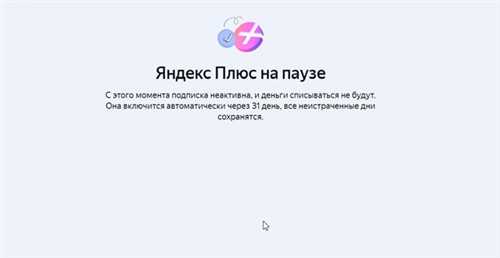 Яндекс Плюс на паузе
С этого момента подписка неактивна, и деньги списываться не будут.
Она включится автоматически через 31 день, все неистраченные дни
сохранятся.